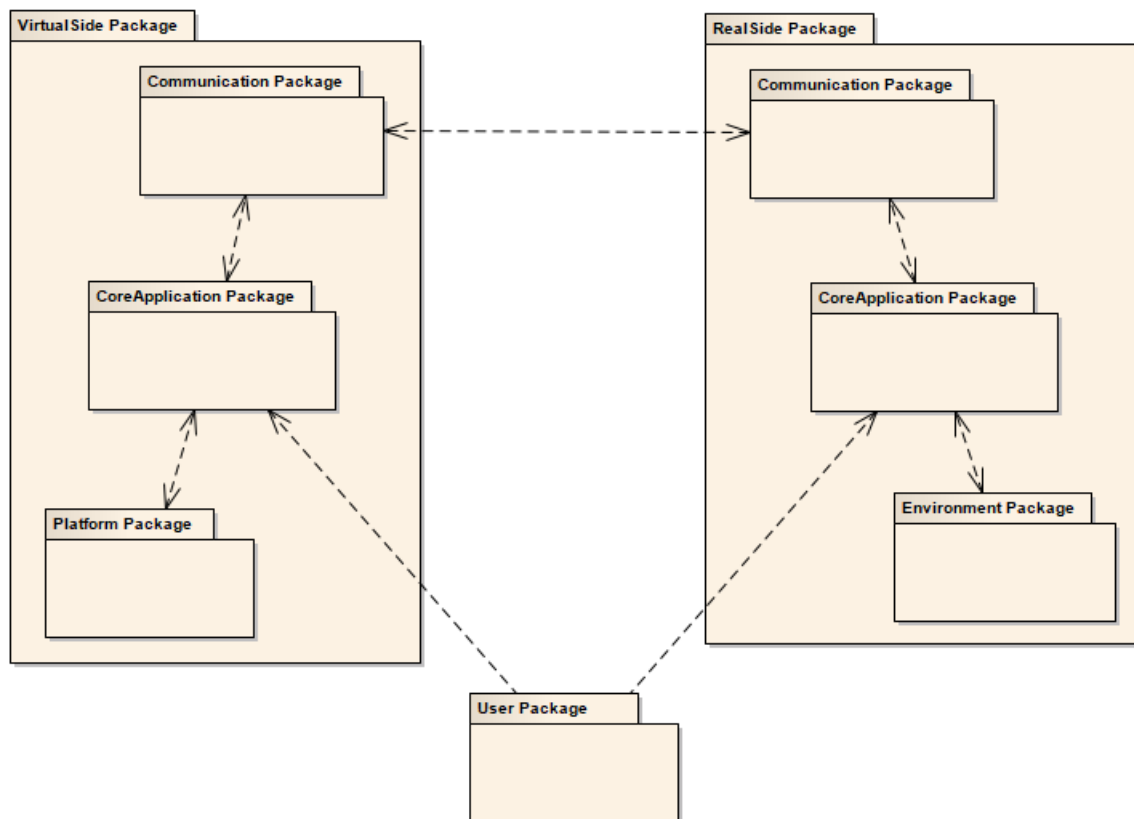 VirtualSide Package
RealSide Package
Communication Package
Communication Package
CoreApplication Package
CoreApplication Package
Platform Package
Environment Package
User Package